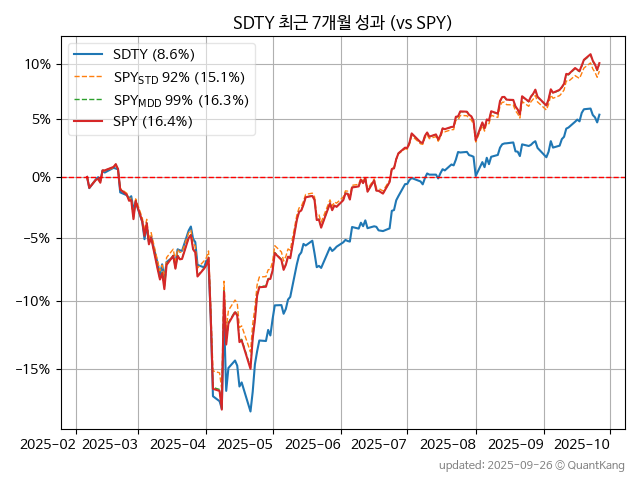 SDTY 최근 7개월 성과 (vs SPY)
SDTY (8.6%)
SPY_STD 92% (15.1%)
SPY_MDD 99% (16.3%)
SPY (16.4%)
10%
5%
0%
−5%
−10%
−15%
2025-02 2025-03 2025-04 2025-05 2025-06 2025-07 2025-08 2025-09 2025-10
updated: 2025-09-26 © QuantKang